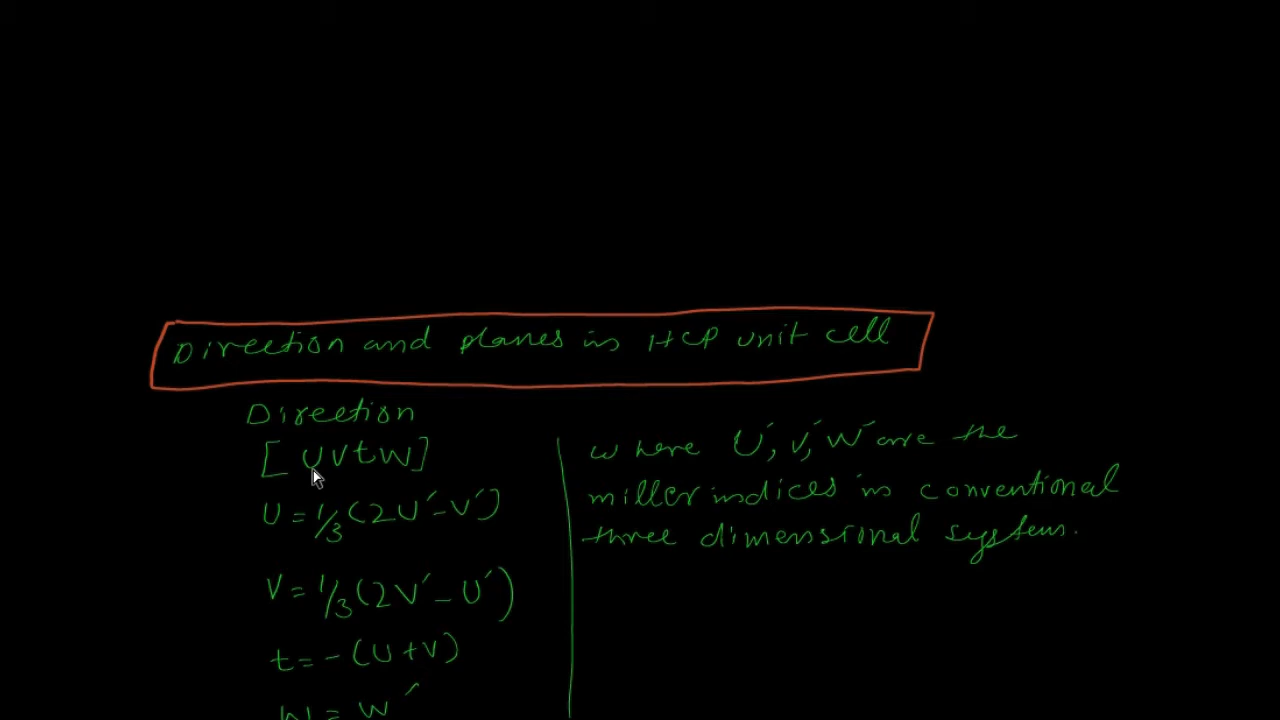 Direction and planes in HCP unit cell
Direction
[ U V t W ]
U = 1/3 (2U′ - V′)
V = 1/3 (2V′ - U′)
t = - (U + V)
W = W′
where U′, V′, W′ are the
miller indices in conventional
three dimensional system.